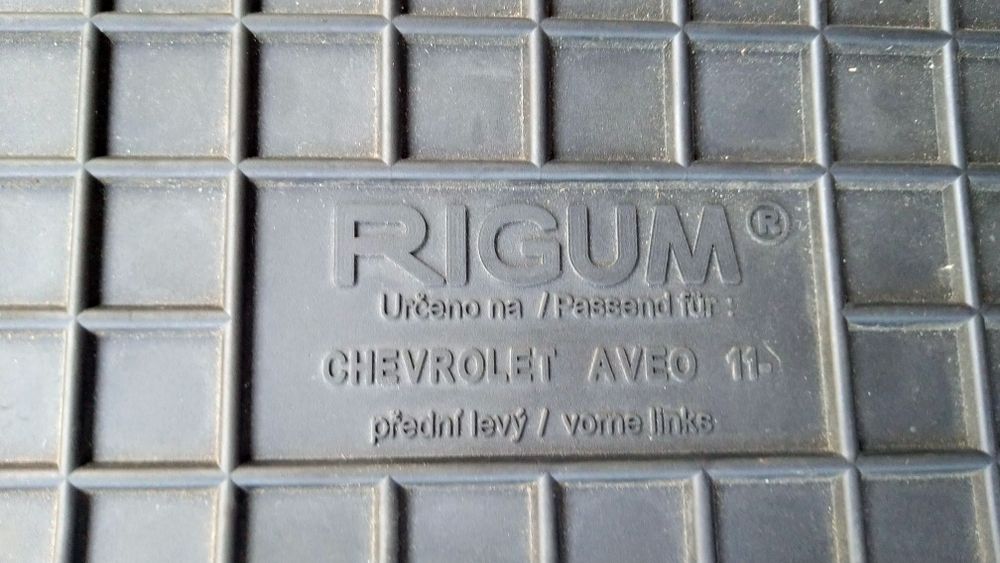 RIGUM®
Určeno na / Passend für :
CHEVROLET AVEO 11->
přední levý / vorne links